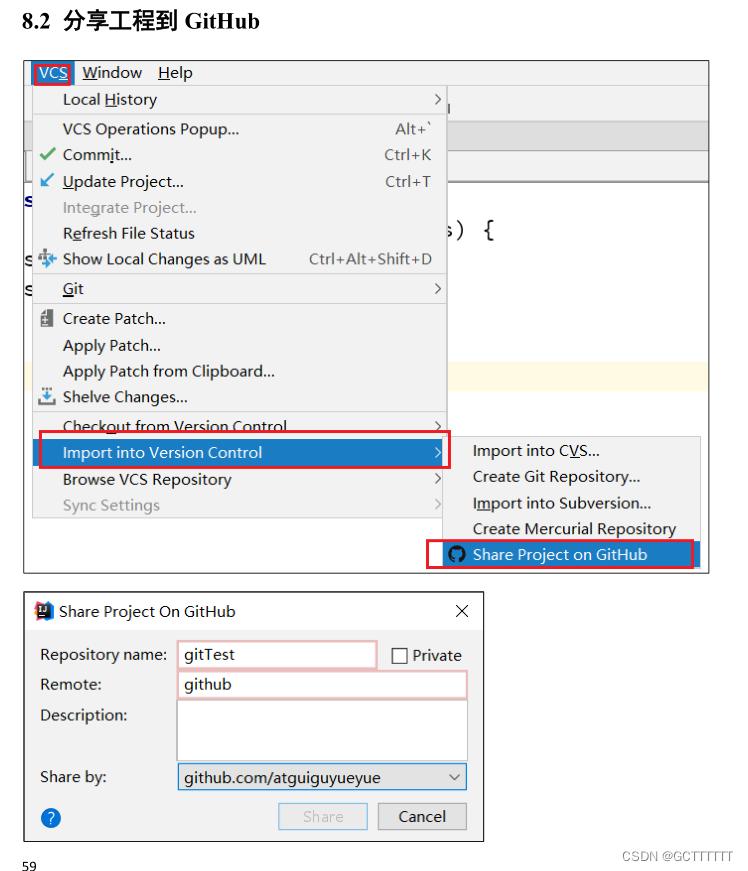 8.2 分享工程到 GitHub
VCS Window Help
Local History
VCS Operations Popup... Alt+`
Commit... Ctrl+K
Update Project... Ctrl+T
Integrate Project...
Refresh File Status
) {
Show Local Changes as UML Ctrl+Alt+Shift+D
Git
Create Patch...
Apply Patch...
Apply Patch from Clipboard...
Shelve Changes...
Checkout from Version Control
Import into Version Control
Browse VCS Repository
Sync Settings
Import into CVS...
Create Git Repository...
Import into Subversion...
Create Mercurial Repository
Share Project on GitHub
Share Project On GitHub
Repository name: gitTest Private
Remote: github
Description:
Share by: github.com/atguiguyueyue
? Share Cancel
59
CSDN @GCTTTTTT